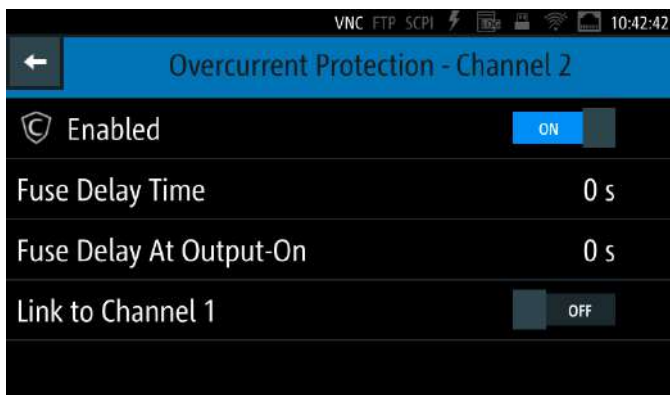 VNC FTP SCPI 10:42:42
Overcurrent Protection - Channel 2
Enabled ON
Fuse Delay Time 0 s
Fuse Delay At Output-On 0 s
Link to Channel 1 OFF